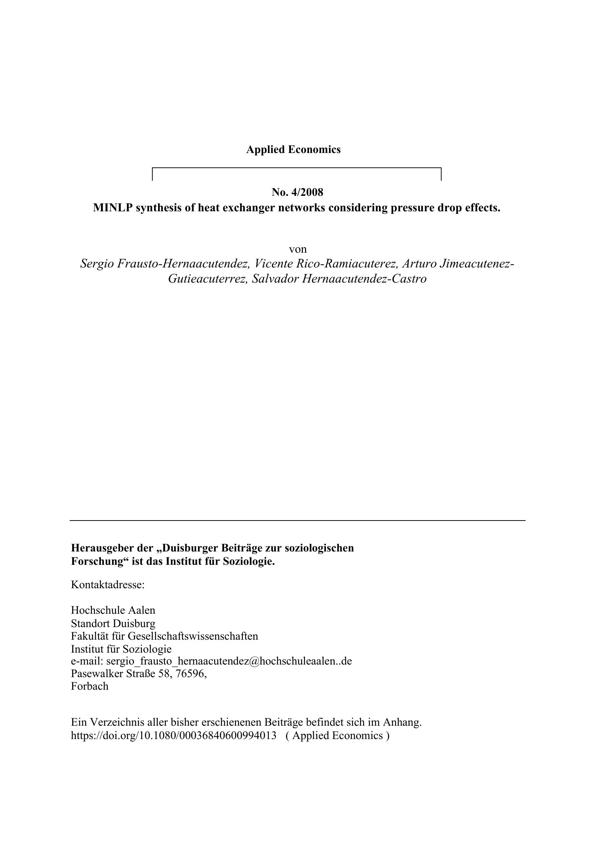 Applied Economics
No. 4/2008
MINLP synthesis of heat exchanger networks considering pressure drop effects.
von
Sergio Frausto-Hernaacutendez, Vicente Rico-Ramiacuterez, Arturo Jimeacutenez-
Gutieacuterrez, Salvador Hernaacutendez-Castro
Herausgeber der „Duisburger Beiträge zur soziologischen
Forschung“ ist das Institut für Soziologie.
Kontaktadresse:
Hochschule Aalen
Standort Duisburg
Fakultät für Gesellschaftswissenschaften
Institut für Soziologie
e-mail: sergio_frausto_hernaacutendez@hochschuleaalen..de
Pasewalker Straße 58, 76596,
Forbach
Ein Verzeichnis aller bisher erschienenen Beiträge befindet sich im Anhang.
https://doi.org/10.1080/00036840600994013 ( Applied Economics )